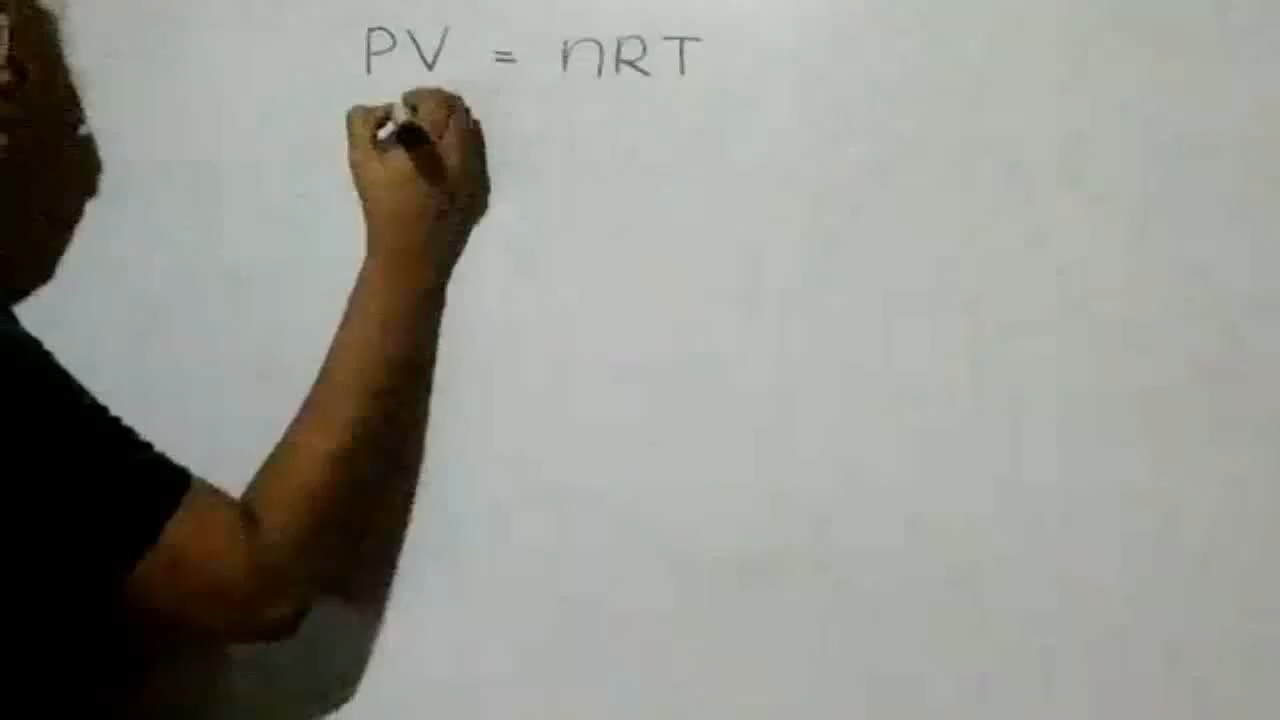 PV = nRT